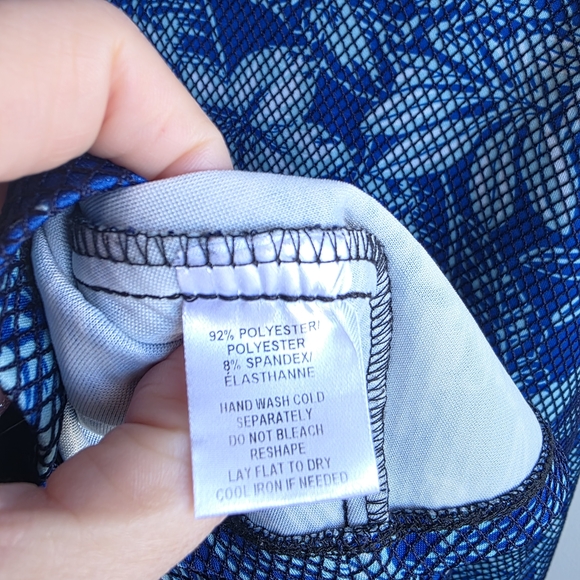 92% POLYESTER/
POLYESTER
8% SPANDEX/
ÉLASTHANNE
HAND WASH COLD
SEPARATELY
DO NOT BLEACH
RESHAPE
LAY FLAT TO DRY
COOL IRON IF NEEDED